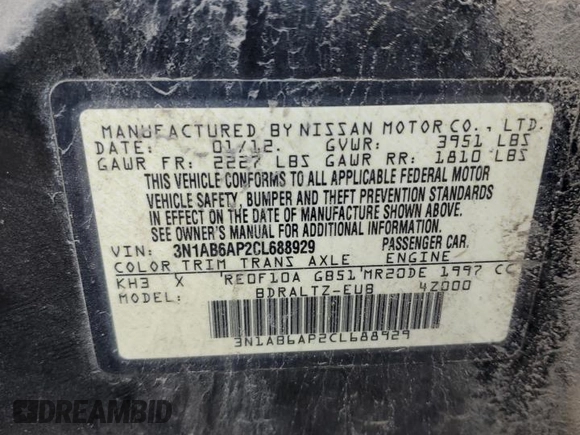 MANUFACTURED BY NISSAN MOTOR CO., LTD.
DATE: 01/12. GVWR: 3951 LBS
GAWR FR: 2227 LBS GAWR RR: 1810 LBS
THIS VEHICLE CONFORMS TO ALL APPLICABLE FEDERAL MOTOR
VEHICLE SAFETY, BUMPER AND THEFT PREVENTION STANDARDS
IN EFFECT ON THE DATE OF MANUFACTURE SHOWN ABOVE.
SEE OWNER'S MANUAL FOR ADDITIONAL INFORMATION.
VIN: 3N1AB6AP2CL688929 PASSENGER CAR.
COLOR TRIM TRANS AXLE ENGINE
KH3 X RE0F10A GB51 MR20DE 1997 CC
MODEL: BDRALTZ-EUB 4Z000
3N1AB6AP2CL688929
DREAMBID